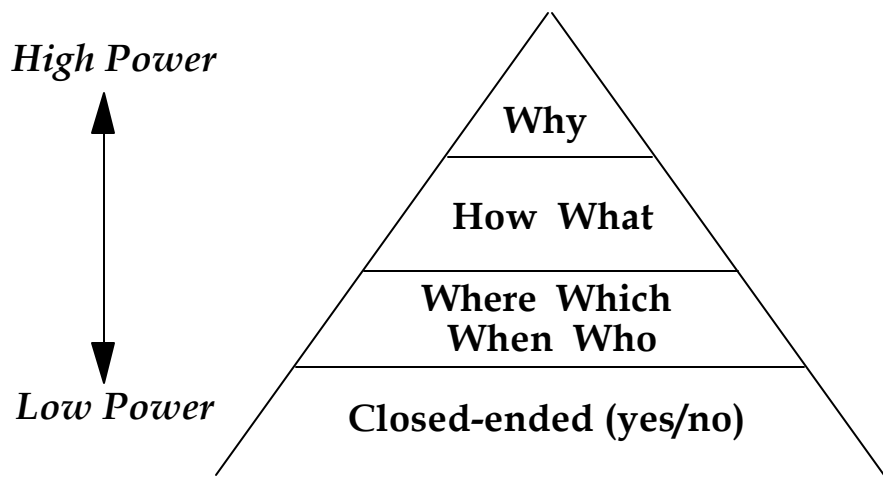 High Power
Why
How What
Where Which
When Who
Low Power
Closed-ended (yes/no)